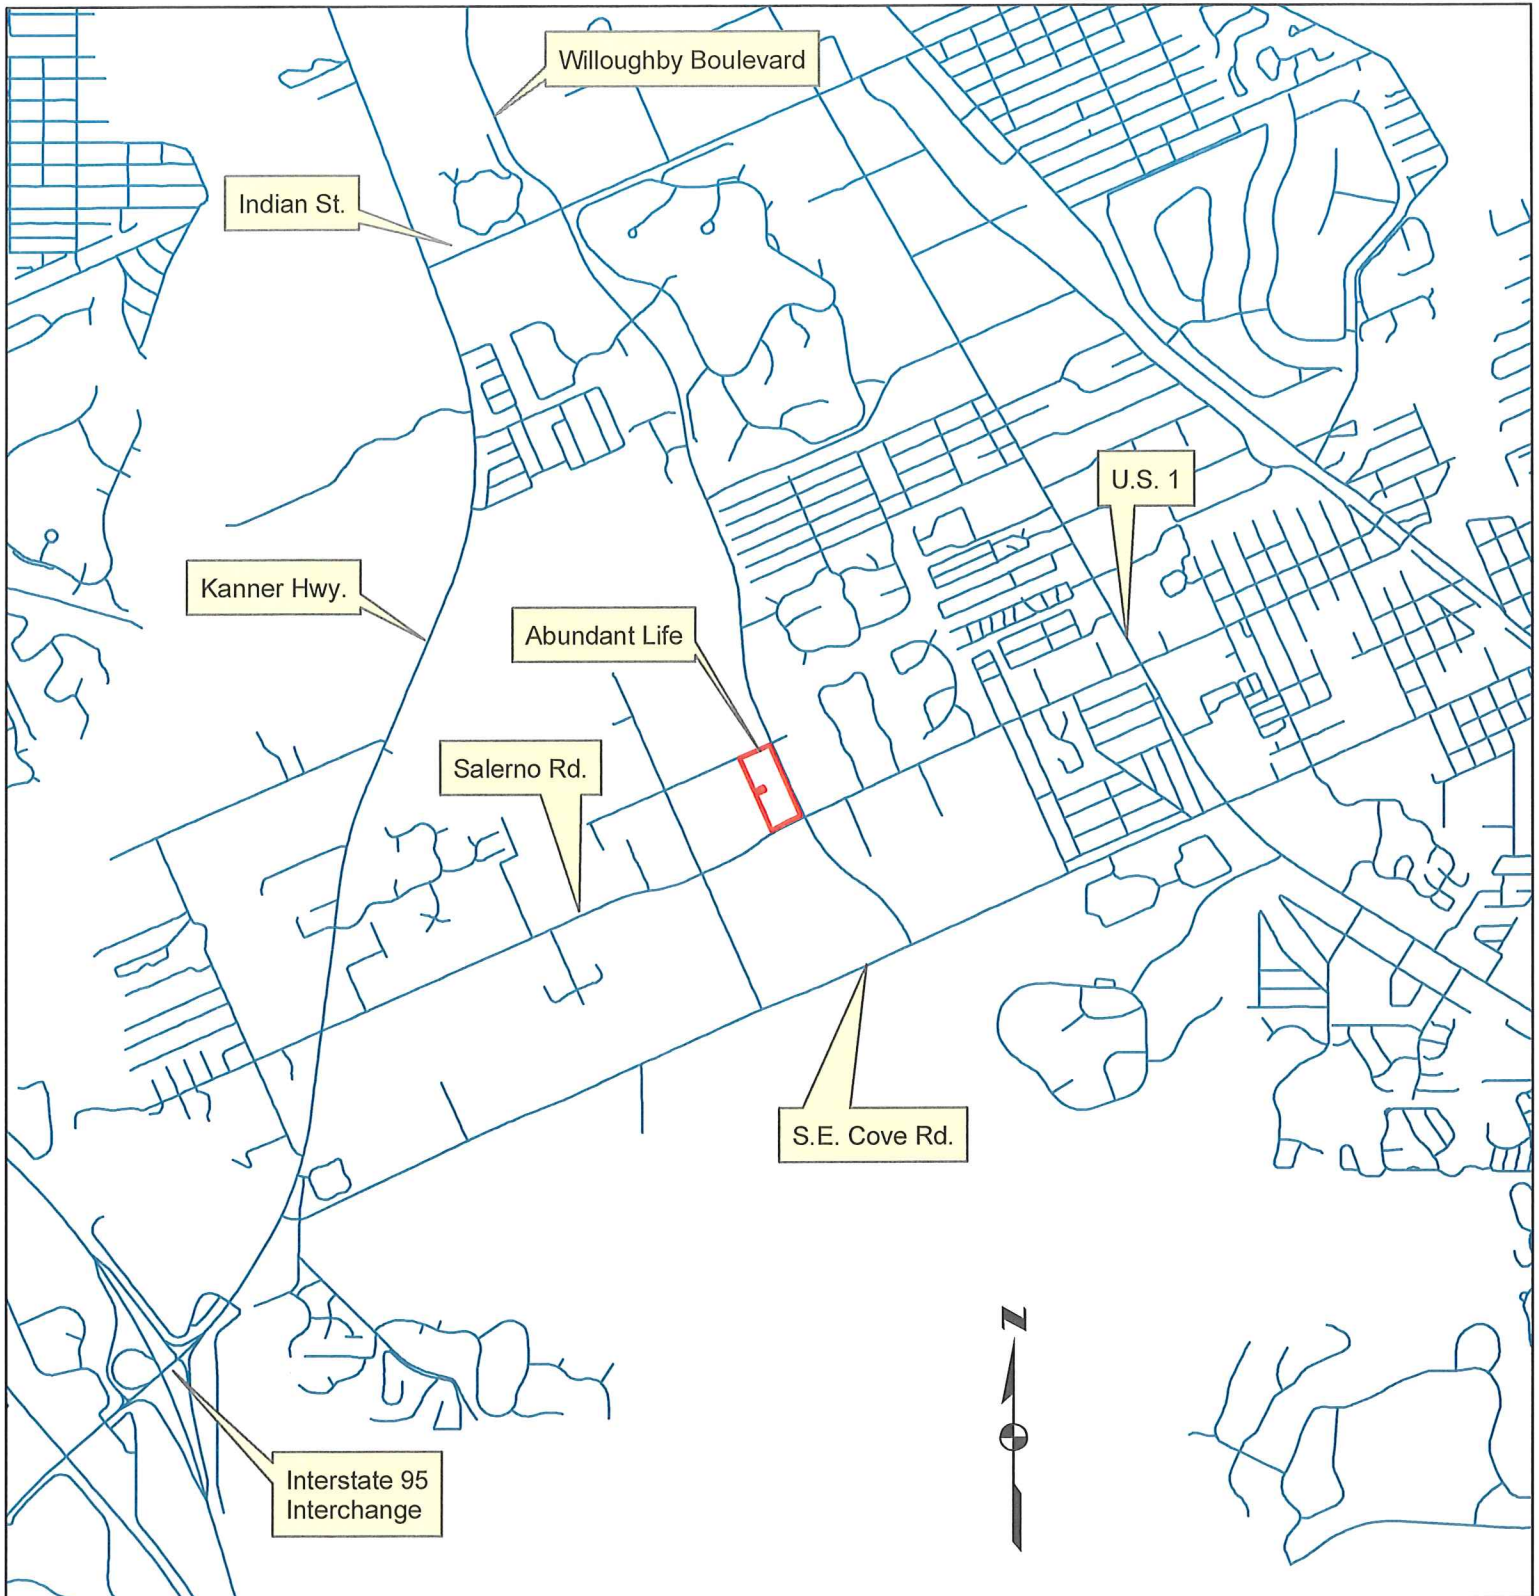 Willoughby Boulevard
Indian St.
U.S. 1
Kanner Hwy.
Abundant Life
Salerno Rd.
S.E. Cove Rd.
N
Interstate 95
Interchange